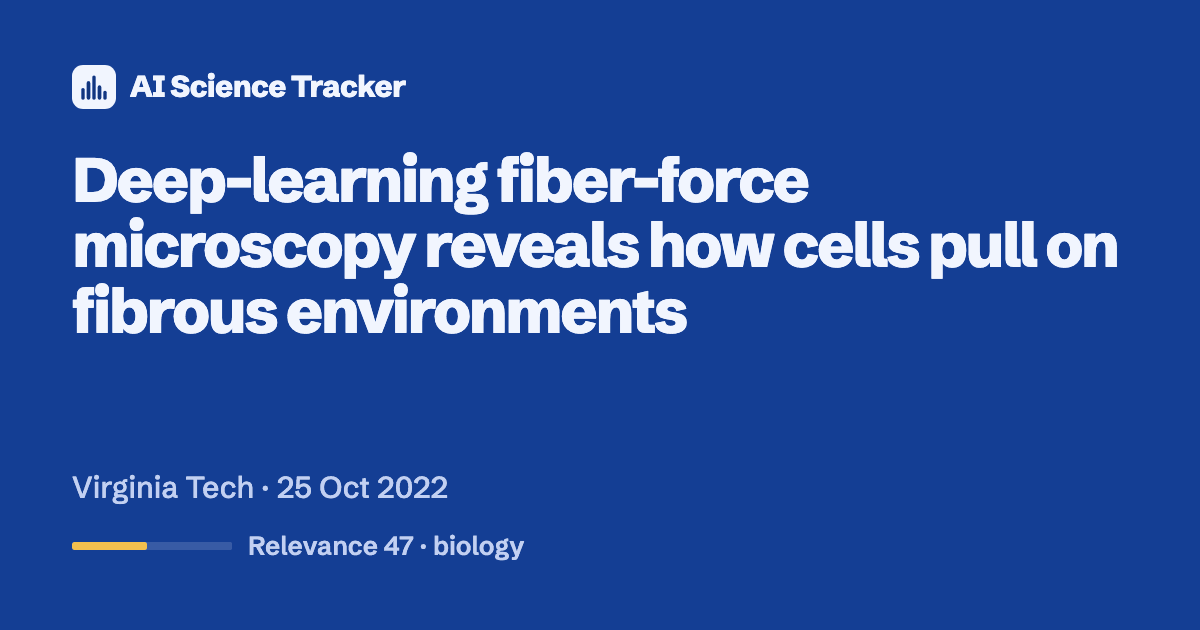 AI Science Tracker
Deep-learning fiber-force
microscopy reveals how cells pull on
fibrous environments
Virginia Tech · 25 Oct 2022
Relevance 47 · biology